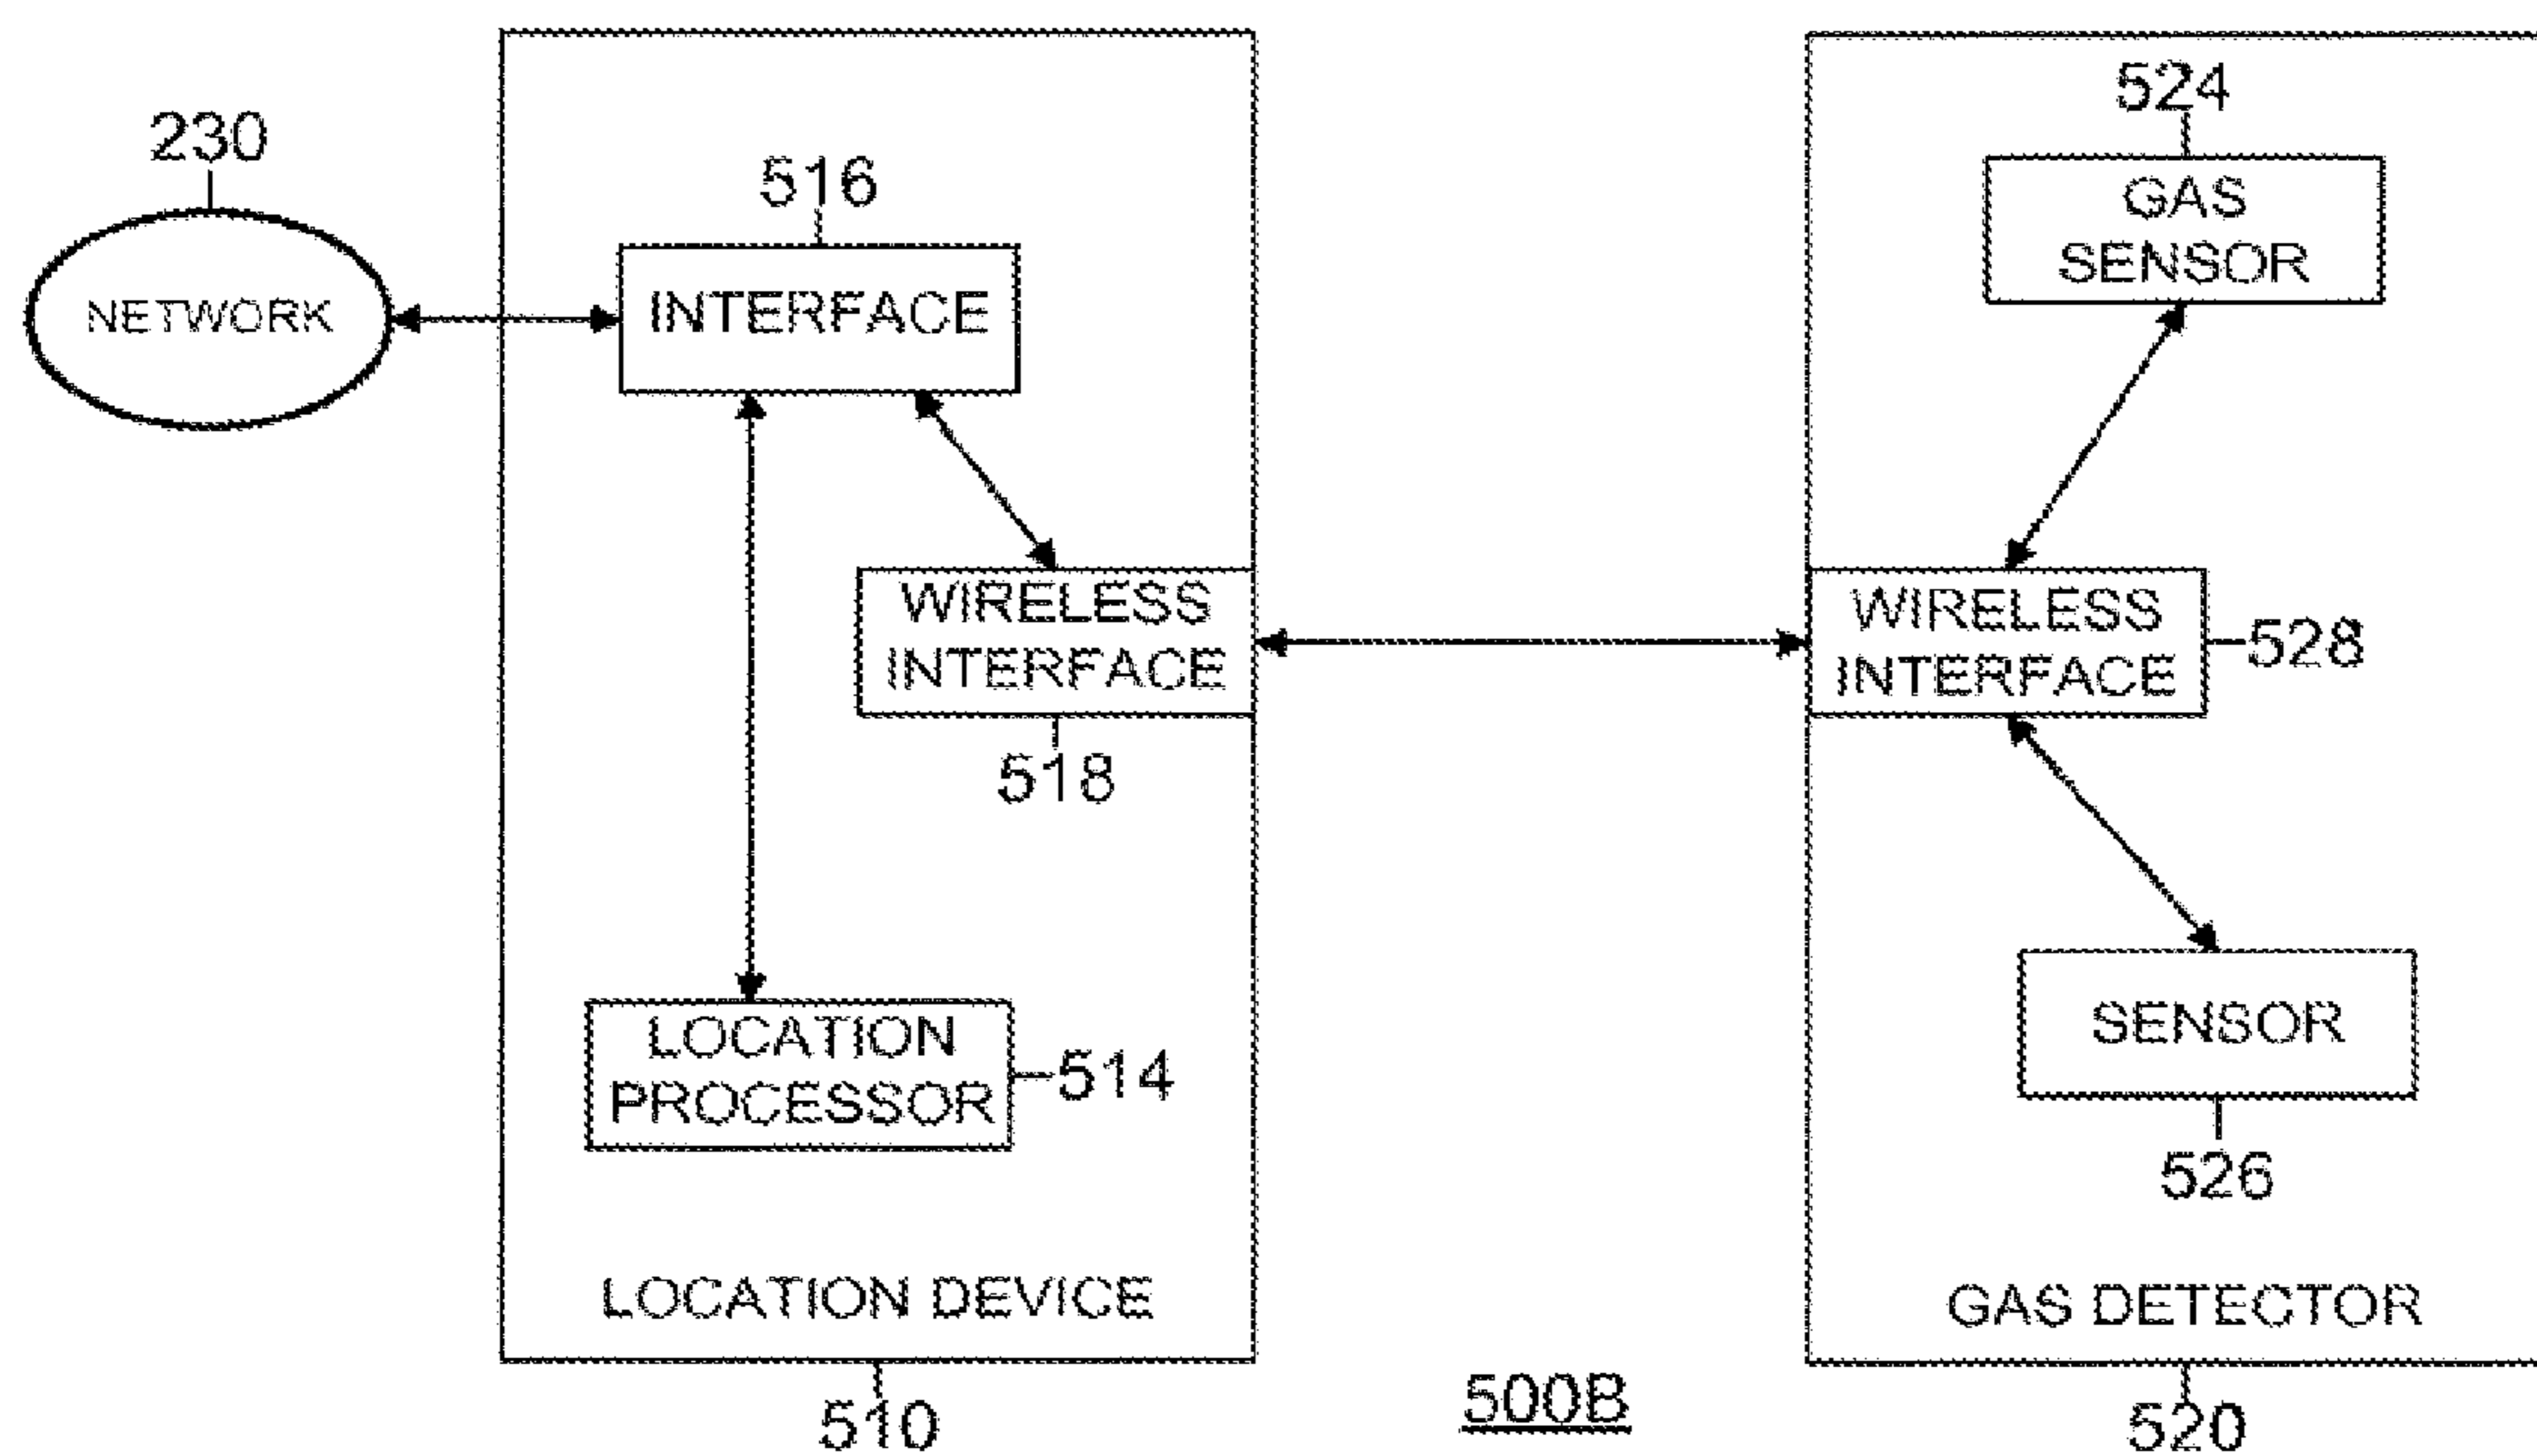 230
NETWORK
516
INTERFACE
WIRELESS
INTERFACE
518
LOCATION
PROCESSOR
514
LOCATION DEVICE
510
524
GAS
SENSOR
WIRELESS
INTERFACE
528
SENSOR
526
GAS DETECTOR
520
500B